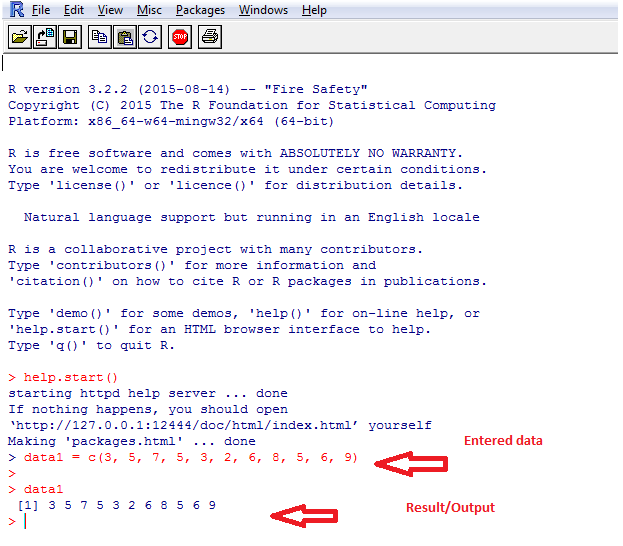 R File Edit View Misc Packages Windows Help
STOP
R version 3.2.2 (2015-08-14) -- "Fire Safety"
Copyright (C) 2015 The R Foundation for Statistical Computing
Platform: x86_64-w64-mingw32/x64 (64-bit)
R is free software and comes with ABSOLUTELY NO WARRANTY.
You are welcome to redistribute it under certain conditions.
Type 'license()' or 'licence()' for distribution details.
Natural language support but running in an English locale
R is a collaborative project with many contributors.
Type 'contributors()' for more information and
'citation()' on how to cite R or R packages in publications.
Type 'demo()' for some demos, 'help()' for on-line help, or
'help.start()' for an HTML browser interface to help.
Type 'q()' to quit R.
> help.start()
starting httpd help server ... done
If nothing happens, you should open
‘http://127.0.0.1:12444/doc/html/index.html’ yourself
Making 'packages.html' ... done
Entered data
> data1 = c(3, 5, 7, 5, 3, 2, 6, 8, 5, 6, 9)
>
> data1
[1] 3 5 7 5 3 2 6 8 5 6 9
Result/Output
>